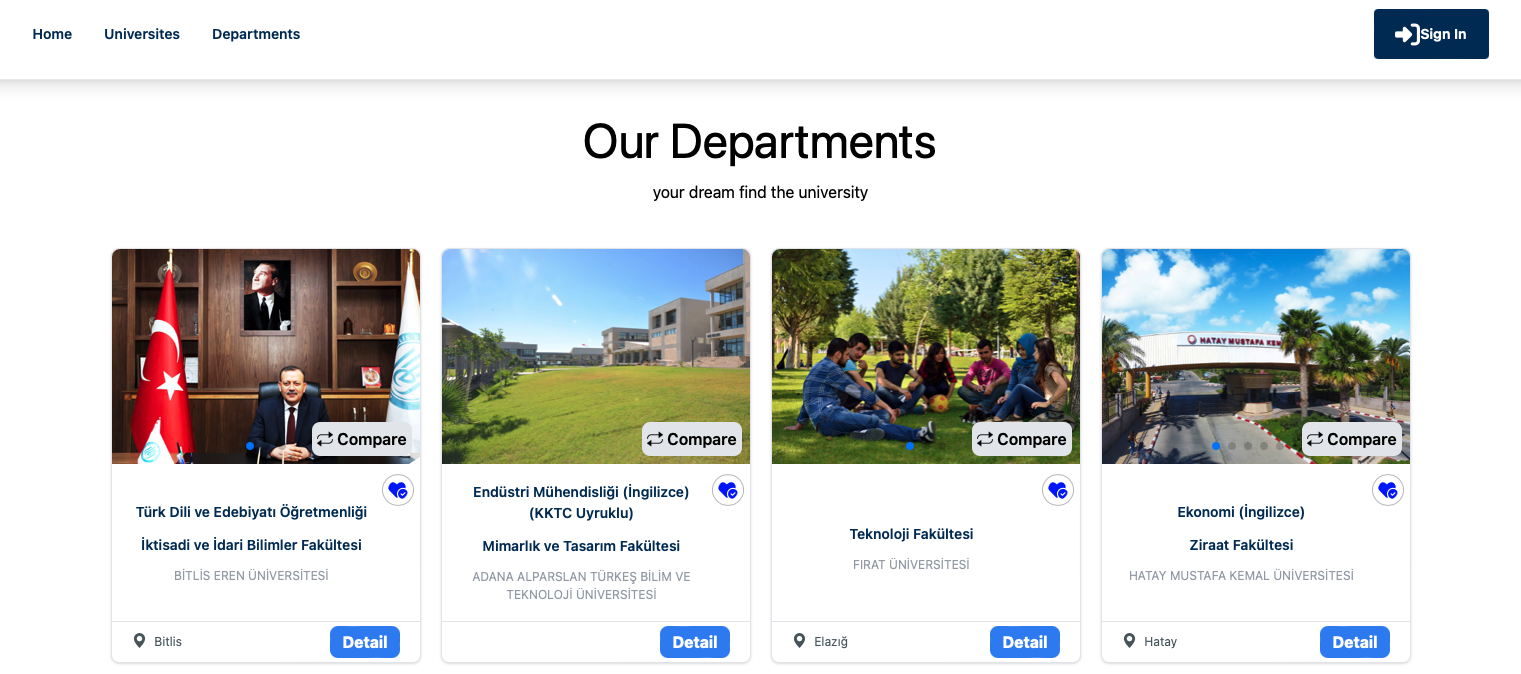 Home
Universites
Departments
Sign In
Our Departments
your dream find the university
Compare
Compare
Compare
HATAY MUSTAFA KEM
Compare
Türk Dili ve Edebiyatı Öğretmenliği
İktisadi ve İdari Bilimler Fakültesi
BİTLİS EREN ÜNİVERSİTESİ
Bitlis
Detail
Endüstri Mühendisliği (İngilizce)
(KKTC Uyruklu)
Mimarlık ve Tasarım Fakültesi
ADANA ALPARSLAN TÜRKEŞ BİLİM VE
TEKNOLOJİ ÜNİVERSİTESİ
Detail
Teknoloji Fakültesi
FIRAT ÜNİVERSİTESİ
Elazığ
Detail
Ekonomi (İngilizce)
Ziraat Fakültesi
HATAY MUSTAFA KEMAL ÜNİVERSİTESİ
Hatay
Detail